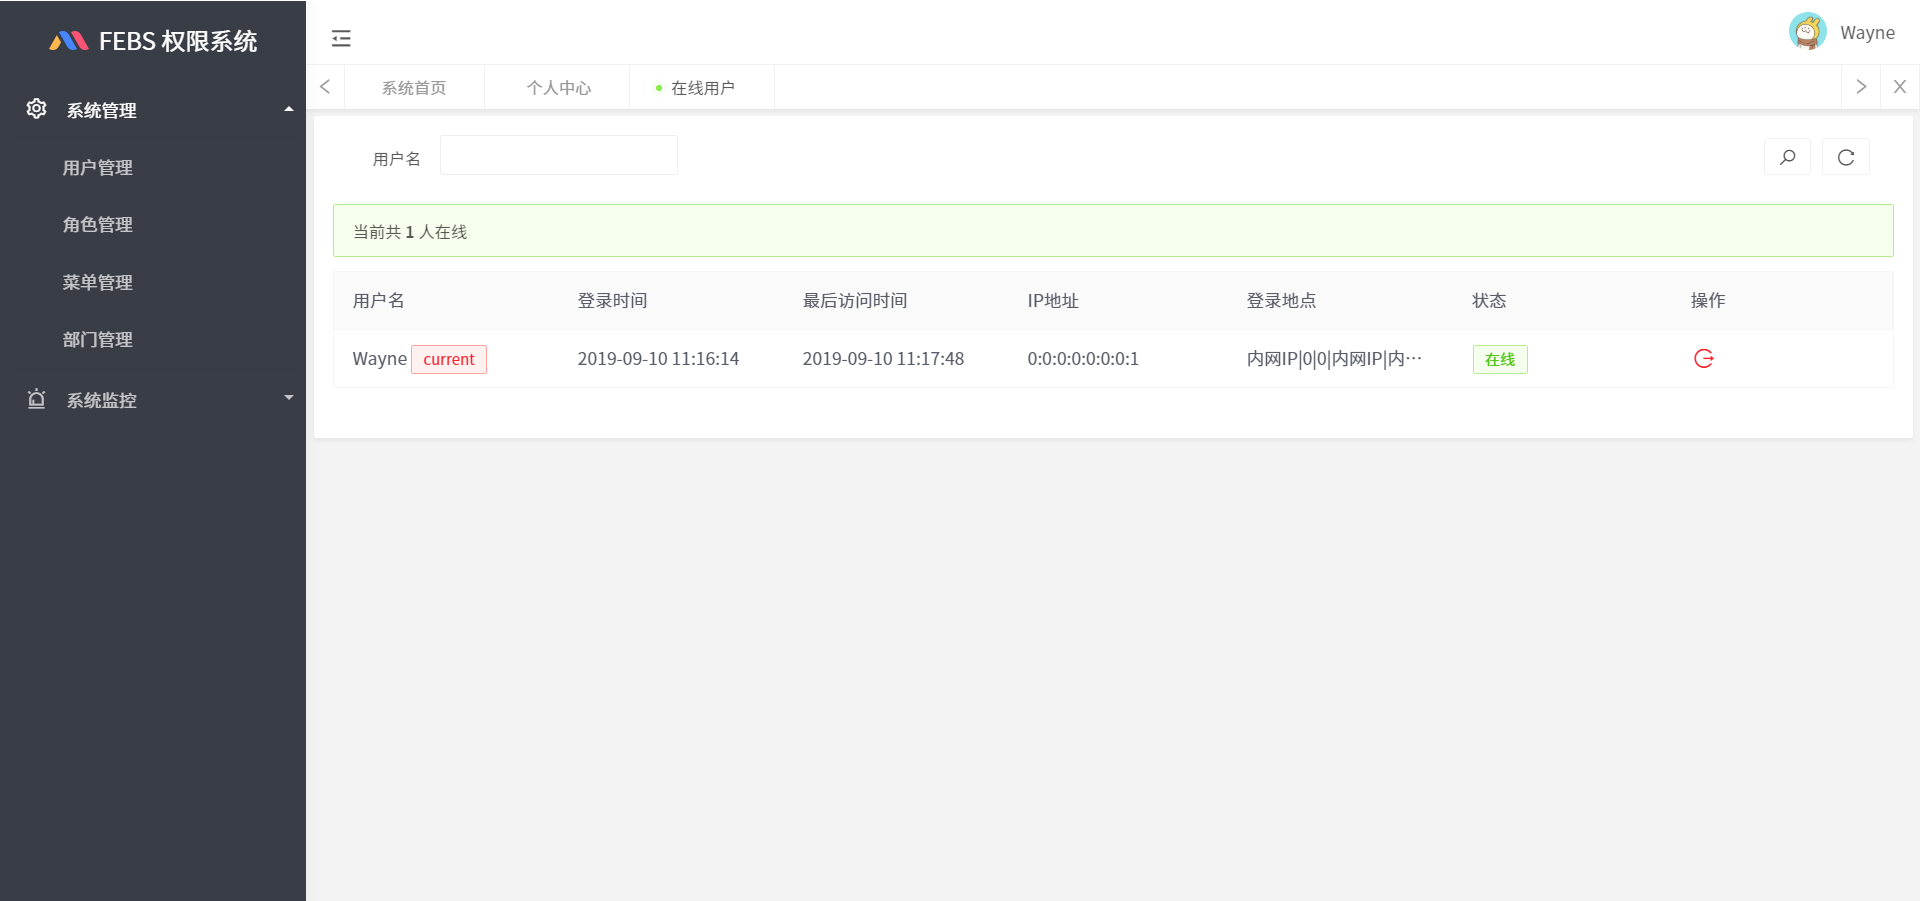 FEBS 权限系统
系统管理
用户管理
角色管理
菜单管理
部门管理
系统监控
Wayne
系统首页 个人中心 在线用户
用户名
当前共 1 人在线
用户名 登录时间 最后访问时间 IP地址 登录地点 状态 操作
Wayne current 2019-09-10 11:16:14 2019-09-10 11:17:48 0:0:0:0:0:0:0:1 内网IP|0|0|内网IP|内··· 在线